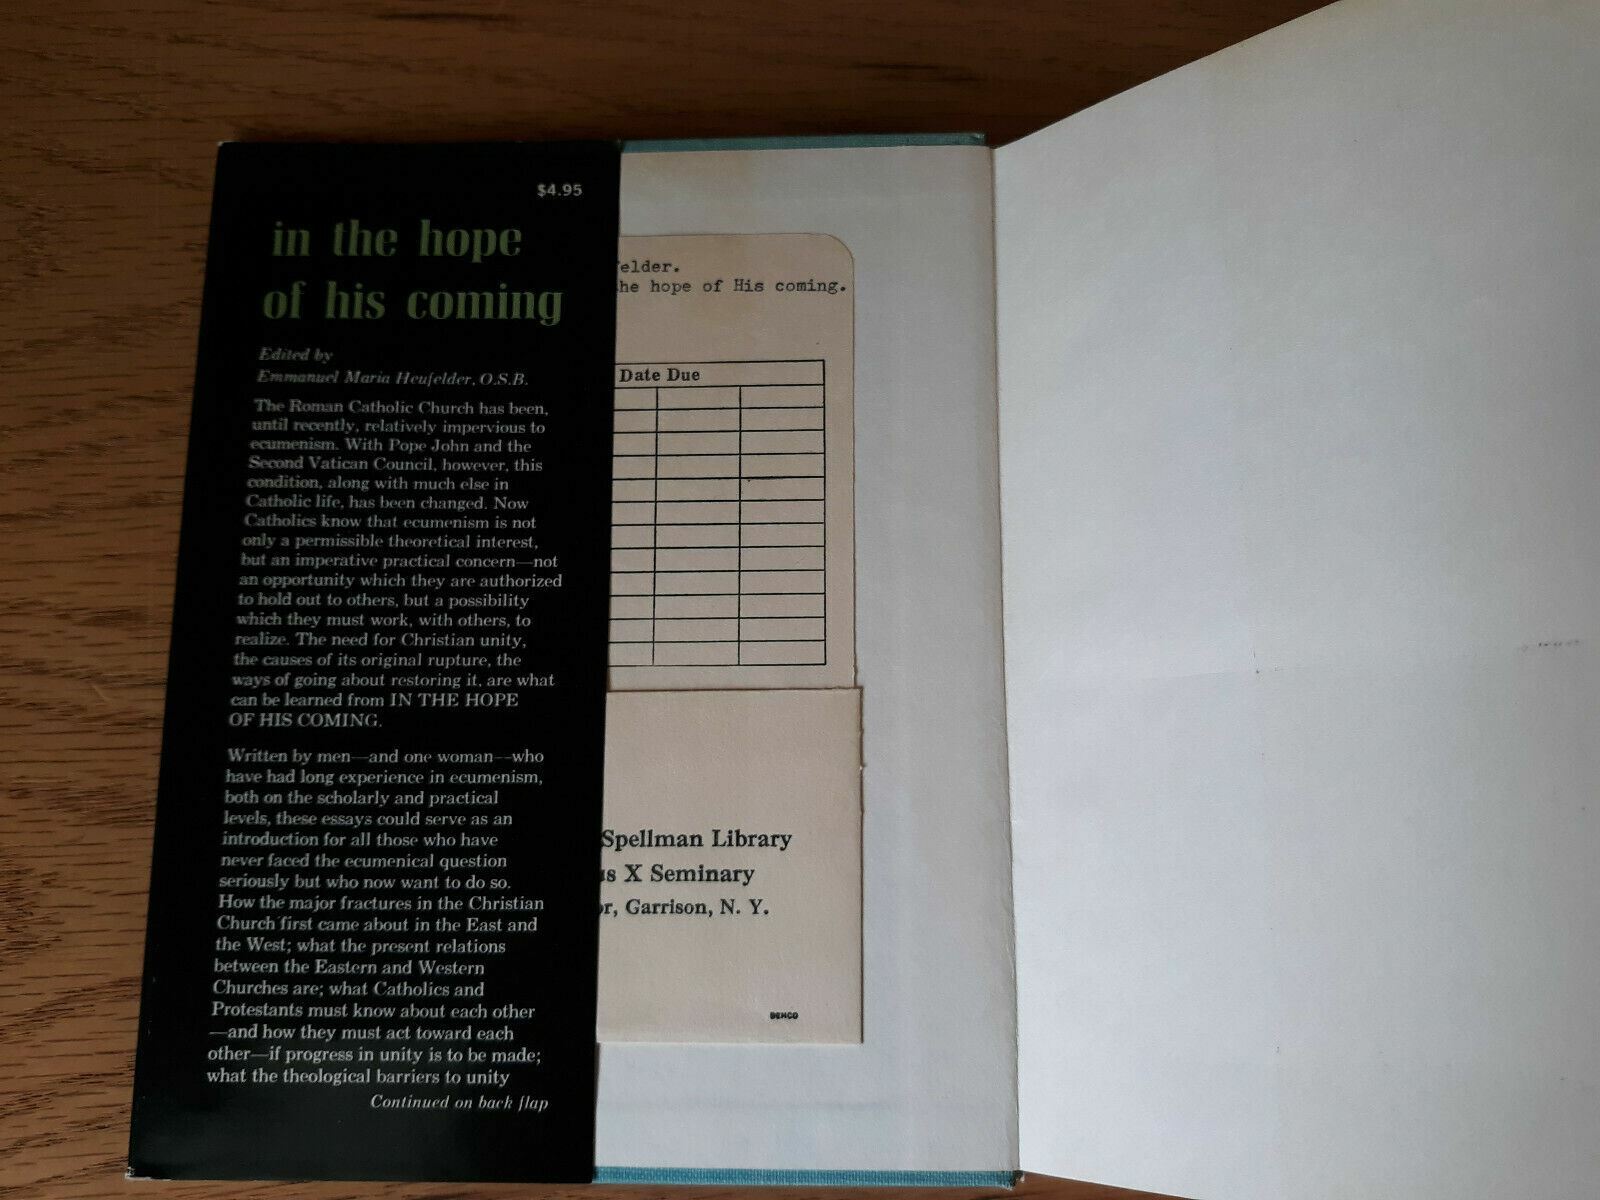 $4.95
in the hope
of his coming
Edited by
Emmanuel Maria Heufelder, O.S.B.
The Roman Catholic Church has been,
until recently, relatively impervious to
ecumenism. With Pope John and the
Second Vatican Council, however, this
condition, along with much else in
Catholic life, has been changed. Now
Catholics know that ecumenism is not
only a permissible theoretical interest,
but an imperative practical concern—not
an opportunity which they are authorized
to hold out to others, but a possibility
which they must work, with others, to
realize. The need for Christian unity,
the causes of its original rupture, the
ways of going about restoring it, are what
can be learned from IN THE HOPE
OF HIS COMING.
Written by men—and one woman—who
have had long experience in ecumenism,
both on the scholarly and practical
levels, these essays could serve as an
introduction for all those who have
never faced the ecumenical question
seriously but who now want to do so.
How the major fractures in the Christian
Church first came about in the East and
the West; what the present relations
between the Eastern and Western
Churches are; what Catholics and
Protestants must know about each other
—and how they must act toward each
other—if progress in unity is to be made;
what the theological barriers to unity
Continued on back flap
felder.
he hope of His coming.
Date Due
Spellman Library
us X Seminary
or, Garrison, N. Y.
DEMCO